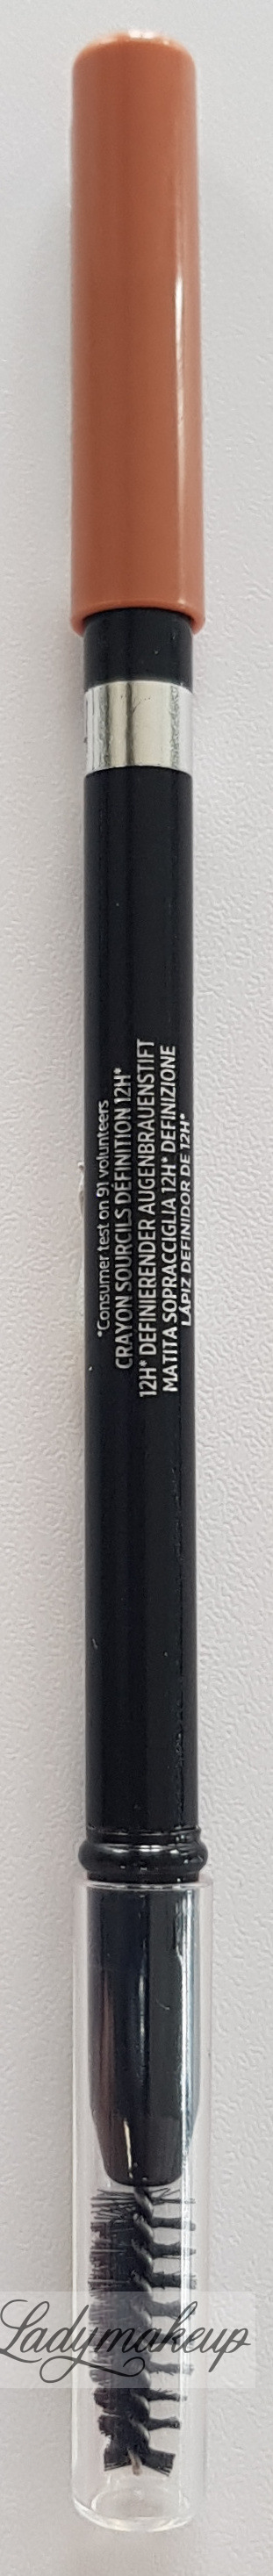 *Consumer test on 91 volunteers
CRAYON SOURCILS DÉFINITION 12H*
12H* DEFINIERENDER AUGENBRAUENSTIFT
MATITA SOPRACCIGLIA 12H* DEFINIZIONE
LÁPIZ DEFINIDOR DE 12H*
Ladymakeup